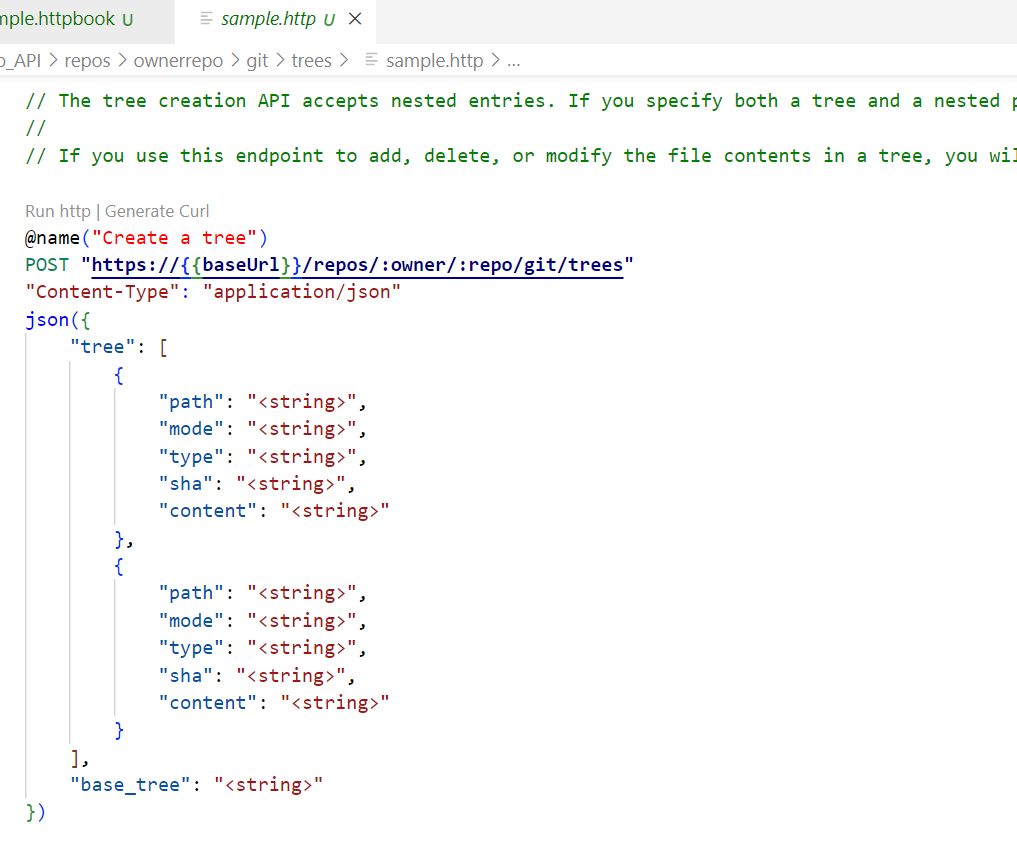 mple.httpbook U
sample.http U
_API > repos > ownerrepo > git > trees > sample.http > ...
// The tree creation API accepts nested entries. If you specify both a tree and a nested
//
// If you use this endpoint to add, delete, or modify the file contents in a tree, you wil
Run http | Generate Curl
@name("Create a tree")
POST "https://{{baseUrl}}/repos/:owner/:repo/git/trees"
"Content-Type": "application/json"
json({
    "tree": [
        {
            "path": "<string>",
            "mode": "<string>",
            "type": "<string>",
            "sha": "<string>",
            "content": "<string>"
        },
        {
            "path": "<string>",
            "mode": "<string>",
            "type": "<string>",
            "sha": "<string>",
            "content": "<string>"
        }
    ],
    "base_tree": "<string>"
})